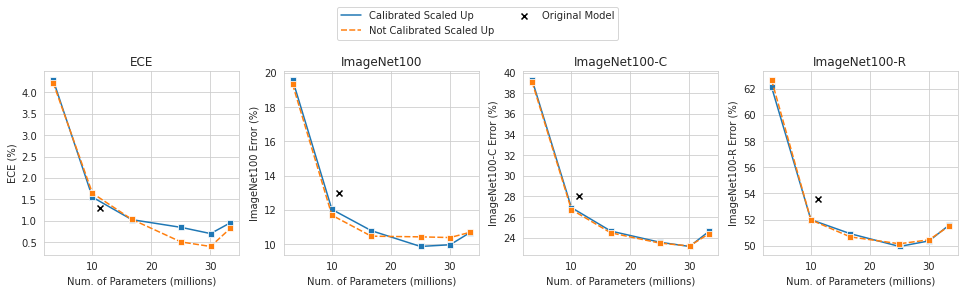 Calibrated Scaled Up
Not Calibrated Scaled Up
Original Model
ECE
ECE (%)
4.0
3.5
3.0
2.5
2.0
1.5
1.0
0.5
10
20
30
Num. of Parameters (millions)
ImageNet100
ImageNet100 Error (%)
20
18
16
14
12
10
10
20
30
Num. of Parameters (millions)
ImageNet100-C
ImageNet100-C Error (%)
40
38
36
34
32
30
28
26
24
10
20
30
Num. of Parameters (millions)
ImageNet100-R
ImageNet100-R Error (%)
62
60
58
56
54
52
50
10
20
30
Num. of Parameters (millions)